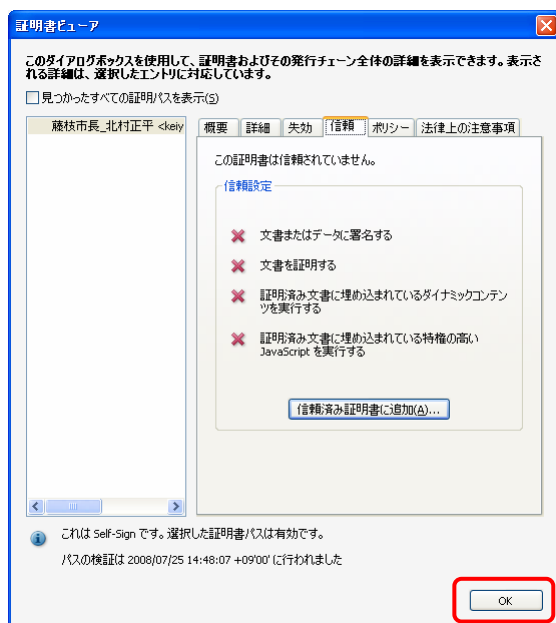 証明書ビューア
このダイアログボックスを使用して、証明書およびその発行チェーン全体の詳細を表示できます。表示さ
れる詳細は、選択したエントリに対応しています。
見つかったすべての証明パスを表示(S)
藤枝市長_北村正平 <keiy
概要 詳細 失効 信頼 ポリシー 法律上の注意事項
この証明書は信頼されていません。
信頼設定
文書またはデータに署名する
文書を証明する
証明済み文書に埋め込まれているダイナミックコンテン
ツを実行する
証明済み文書に埋め込まれている特権の高い
JavaScript を実行する
信頼済み証明書に追加(A)...
これは Self-Sign です。選択した証明書パスは有効です。
パスの検証は 2008/07/25 14:48:07 +09'00' に行われました
OK